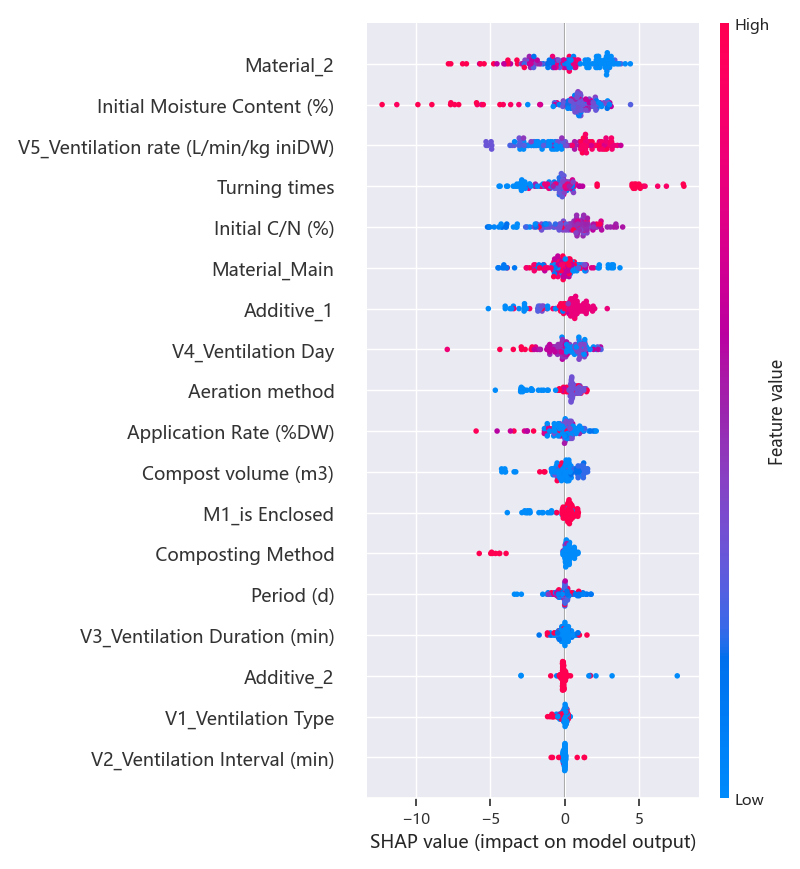 High
Material_2
Initial Moisture Content (%)
V5_Ventilation rate (L/min/kg iniDW)
Turning times
Initial C/N (%)
Material_Main
Additive_1
V4_Ventilation Day
Aeration method
Application Rate (%DW)
Compost volume (m3)
M1_is Enclosed
Composting Method
Period (d)
V3_Ventilation Duration (min)
Additive_2
V1_Ventilation Type
V2_Ventilation Interval (min)
Feature value
Low
−10 −5 0 5
SHAP value (impact on model output)